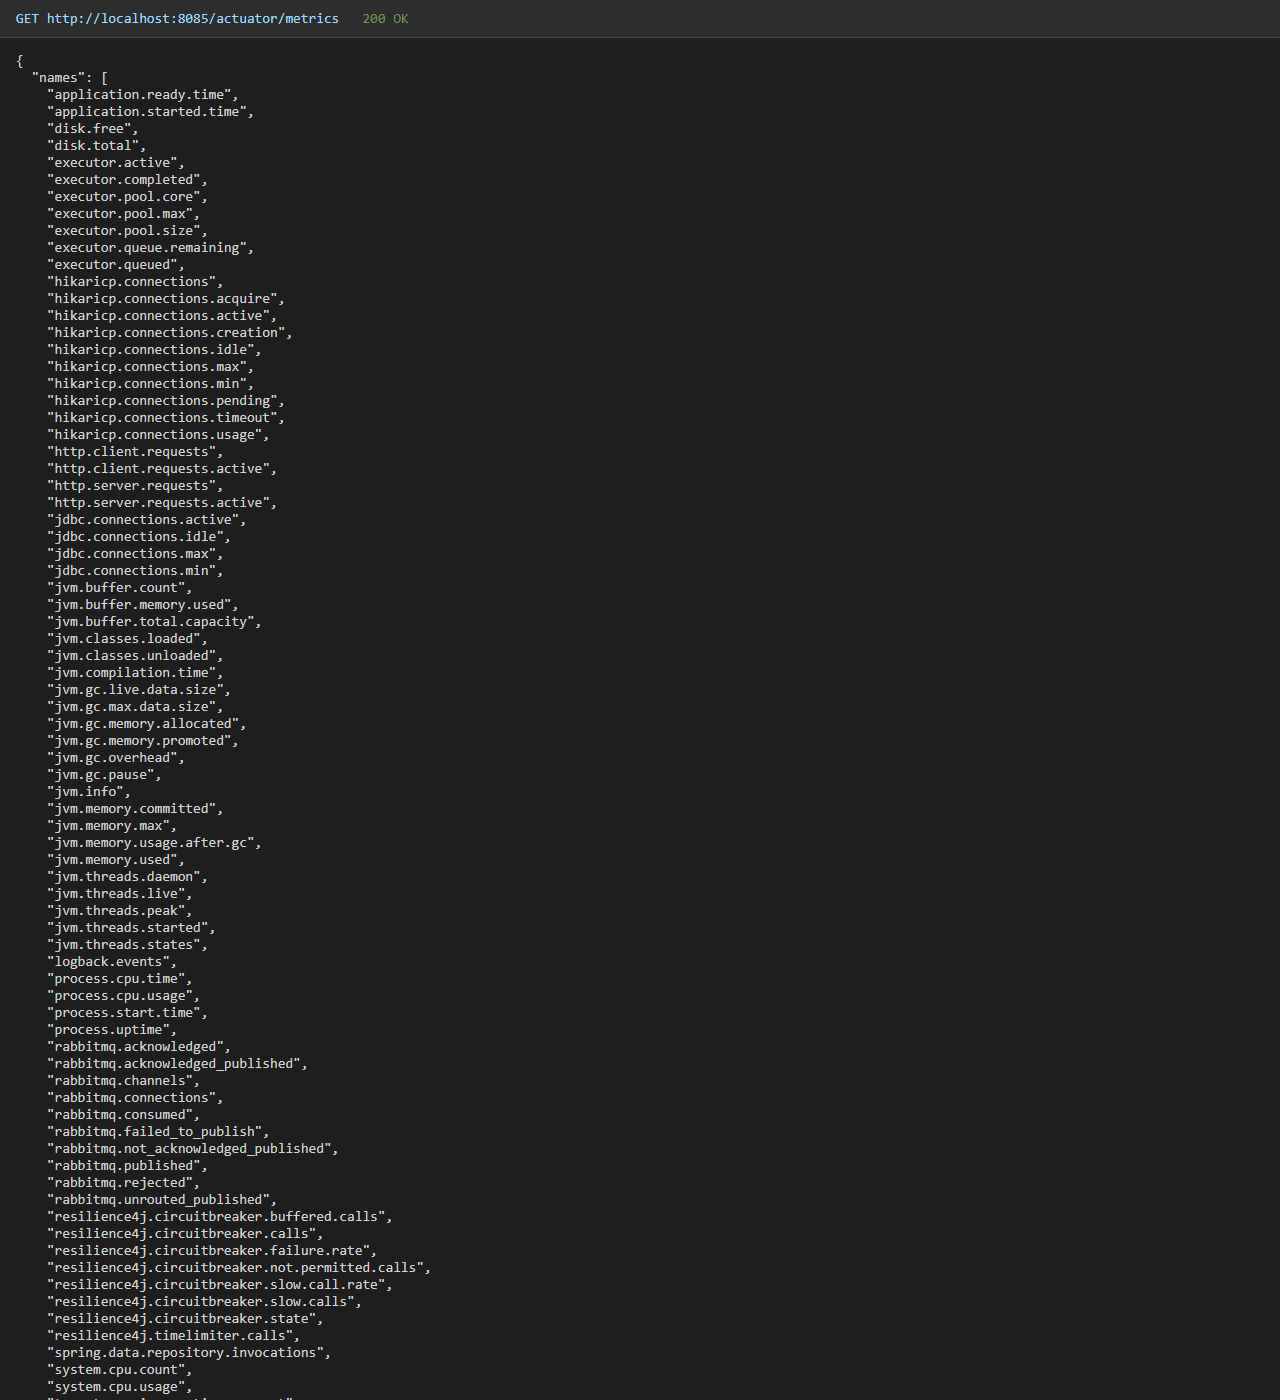 GET http://localhost:8085/actuator/metrics   200 OK
{
  "names": [
    "application.ready.time",
    "application.started.time",
    "disk.free",
    "disk.total",
    "executor.active",
    "executor.completed",
    "executor.pool.core",
    "executor.pool.max",
    "executor.pool.size",
    "executor.queue.remaining",
    "executor.queued",
    "hikaricp.connections",
    "hikaricp.connections.acquire",
    "hikaricp.connections.active",
    "hikaricp.connections.creation",
    "hikaricp.connections.idle",
    "hikaricp.connections.max",
    "hikaricp.connections.min",
    "hikaricp.connections.pending",
    "hikaricp.connections.timeout",
    "hikaricp.connections.usage",
    "http.client.requests",
    "http.client.requests.active",
    "http.server.requests",
    "http.server.requests.active",
    "jdbc.connections.active",
    "jdbc.connections.idle",
    "jdbc.connections.max",
    "jdbc.connections.min",
    "jvm.buffer.count",
    "jvm.buffer.memory.used",
    "jvm.buffer.total.capacity",
    "jvm.classes.loaded",
    "jvm.classes.unloaded",
    "jvm.compilation.time",
    "jvm.gc.live.data.size",
    "jvm.gc.max.data.size",
    "jvm.gc.memory.allocated",
    "jvm.gc.memory.promoted",
    "jvm.gc.overhead",
    "jvm.gc.pause",
    "jvm.info",
    "jvm.memory.committed",
    "jvm.memory.max",
    "jvm.memory.usage.after.gc",
    "jvm.memory.used",
    "jvm.threads.daemon",
    "jvm.threads.live",
    "jvm.threads.peak",
    "jvm.threads.started",
    "jvm.threads.states",
    "logback.events",
    "process.cpu.time",
    "process.cpu.usage",
    "process.start.time",
    "process.uptime",
    "rabbitmq.acknowledged",
    "rabbitmq.acknowledged_published",
    "rabbitmq.channels",
    "rabbitmq.connections",
    "rabbitmq.consumed",
    "rabbitmq.failed_to_publish",
    "rabbitmq.not_acknowledged_published",
    "rabbitmq.published",
    "rabbitmq.rejected",
    "rabbitmq.unrouted_published",
    "resilience4j.circuitbreaker.buffered.calls",
    "resilience4j.circuitbreaker.calls",
    "resilience4j.circuitbreaker.failure.rate",
    "resilience4j.circuitbreaker.not.permitted.calls",
    "resilience4j.circuitbreaker.slow.call.rate",
    "resilience4j.circuitbreaker.slow.calls",
    "resilience4j.circuitbreaker.state",
    "resilience4j.timelimiter.calls",
    "spring.data.repository.invocations",
    "system.cpu.count",
    "system.cpu.usage",